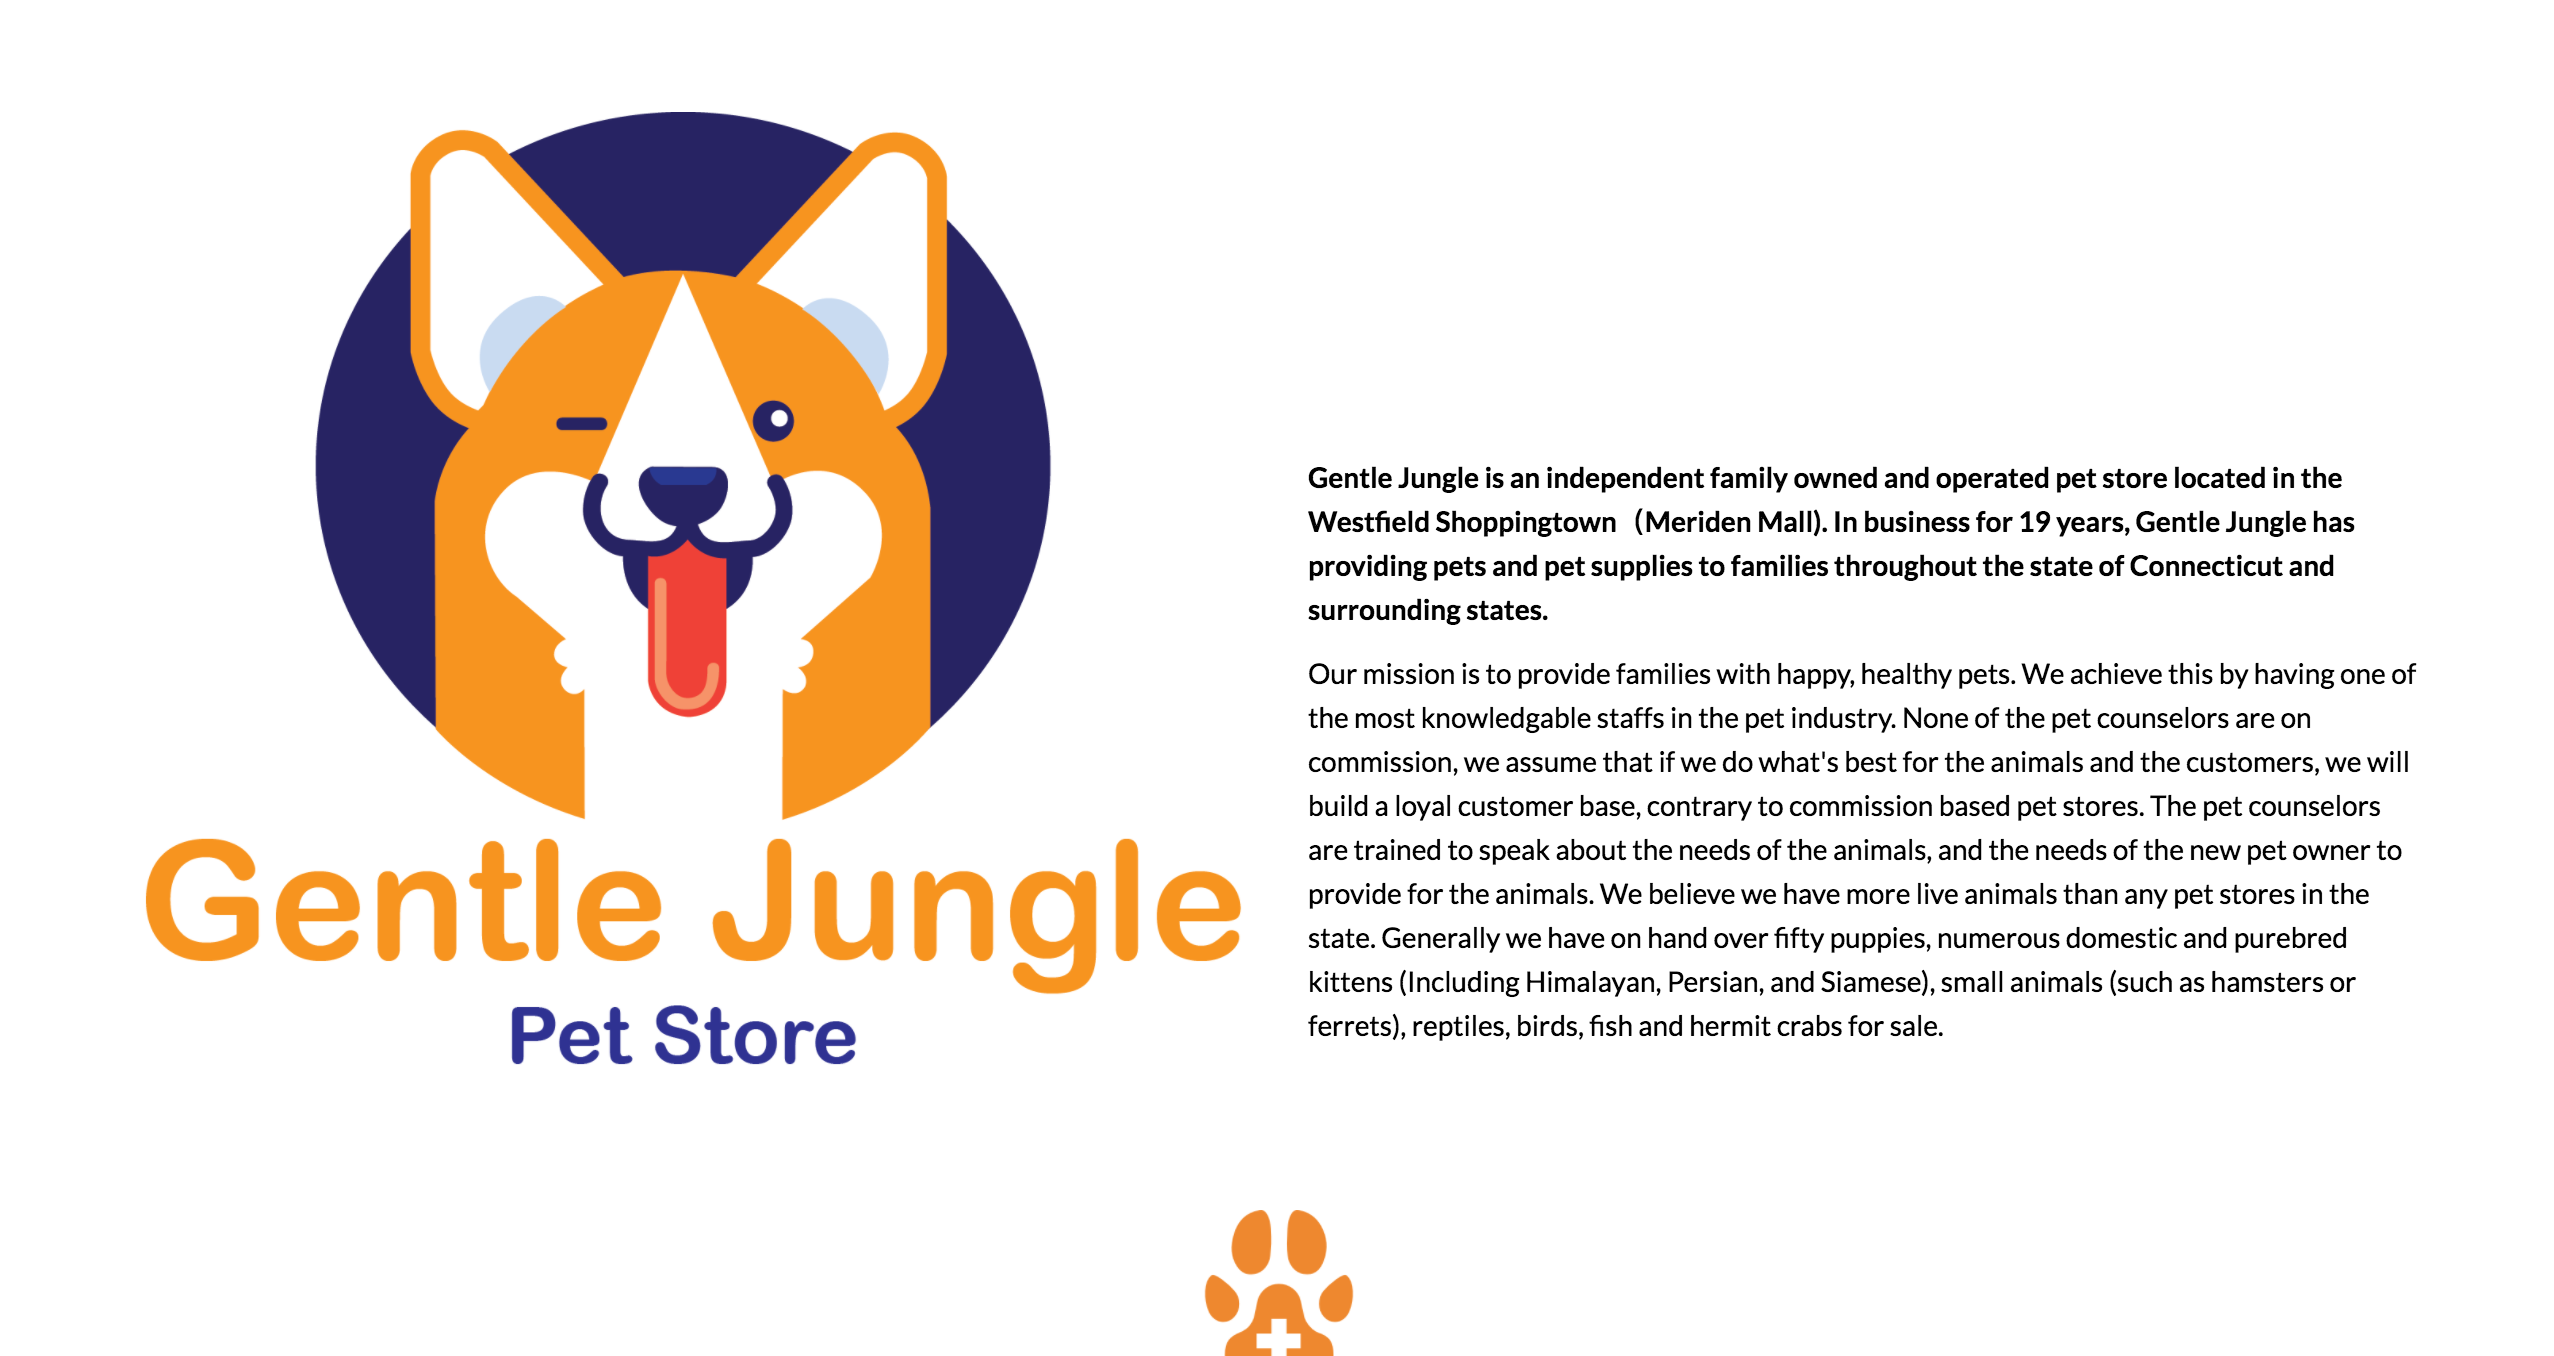 Gentle Jungle
Pet Store
Gentle Jungle is an independent family owned and operated pet store located in the
Westfield Shoppingtown （Meriden Mall). In business for 19 years, Gentle Jungle has
providing pets and pet supplies to families throughout the state of Connecticut and
surrounding states.
Our mission is to provide families with happy, healthy pets. We achieve this by having one of
the most knowledgable staffs in the pet industry. None of the pet counselors are on
commission, we assume that if we do what's best for the animals and the customers, we will
build a loyal customer base, contrary to commission based pet stores. The pet counselors
are trained to speak about the needs of the animals, and the needs of the new pet owner to
provide for the animals. We believe we have more live animals than any pet stores in the
state. Generally we have on hand over fifty puppies, numerous domestic and purebred
kittens (Including Himalayan, Persian, and Siamese), small animals (such as hamsters or
ferrets), reptiles, birds, fish and hermit crabs for sale.